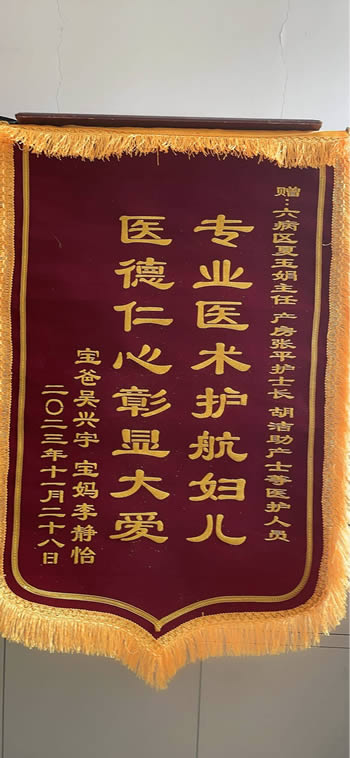 赠：六病区夏玉娟主任 产房张平护士长 胡洁助产士等医护人员
专业医术护航妇儿
医德仁心彰显大爱
宝爸吴兴宇 宝妈李静怡
二〇二三年十一月二十八日